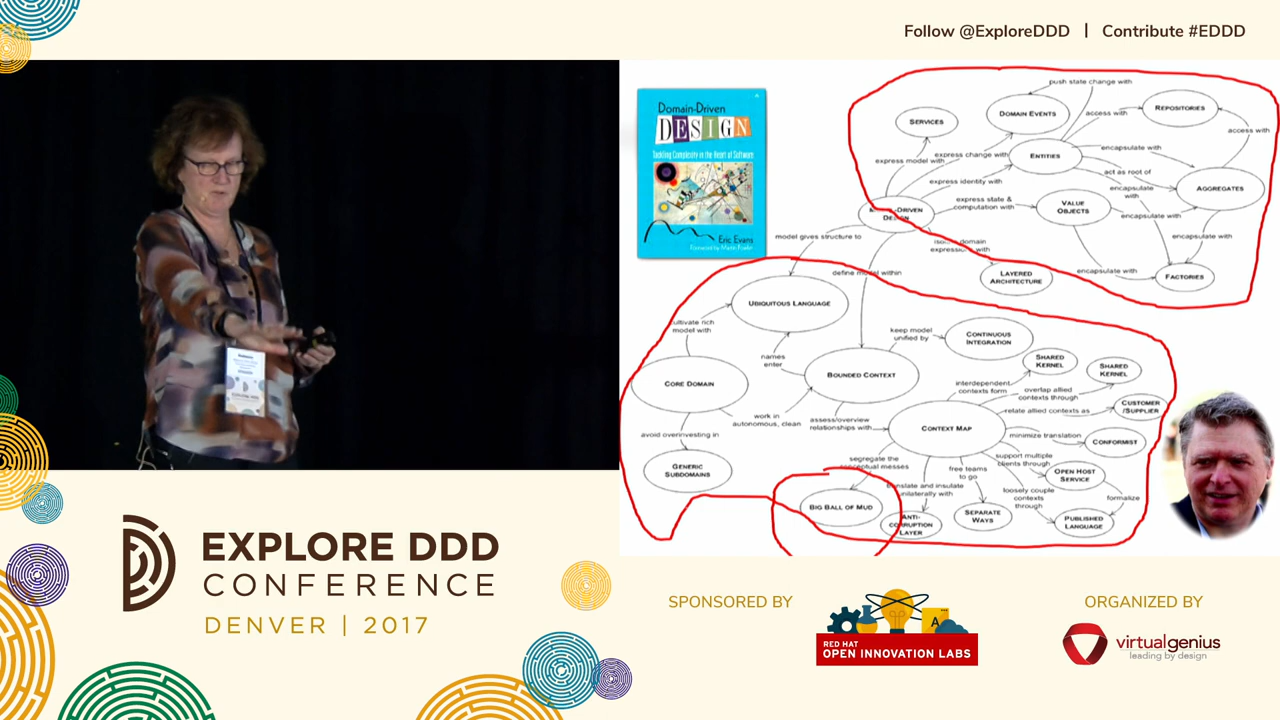 Follow @ExploreDDD | Contribute #EDDD
Domain-Driven
DESIGN
Tackling Complexity in the Heart of Software
Eric Evans
push state change with
SERVICES
DOMAIN EVENTS
access with
REPOSITORIES
access with
express model with
express change with
ENTITIES
encapsulate with
act as root of
express identity with
encapsulate
with
AGGREGATES
express state &
computation with
VALUE
OBJECTS
encapsulate with
DESIGN
model gives structure to
encapsulate with
define model within
LAYERED
ARCHITECTURE
encapsulate with
FACTORIES
UBIQUITOUS LANGUAGE
cultivate rich
model with
keep model
unified by
CONTINUOUS
INTEGRATION
names
enter
SHARED
KERNEL
SHARED
KERNEL
CORE DOMAIN
BOUNDED CONTEXT
interdependent
contexts form
overlap allied
contexts through
CUSTOMER
/SUPPLIER
work in
autonomous, clean
assess/overview
relationships with
relate allied contexts as
CONTEXT MAP
avoid overinvesting in
minimize translation
CONFORMIST
segregate the
conceptual messes
free teams
to go
support multiple
clients through
GENERIC
SUBDOMAINS
OPEN HOST
SERVICE
translate and insulate
unilaterally with
loosely couple
contexts
through
formalize
BIG BALL OF MUD
ANTI-
CORRUPTION
LAYER
SEPARATE
WAYS
PUBLISHED
LANGUAGE
EXPLORE DDD
CONFERENCE
DENVER | 2017
SPONSORED BY
RED HAT
OPEN INNOVATION LABS
ORGANIZED BY
virtualgenius
leading by design